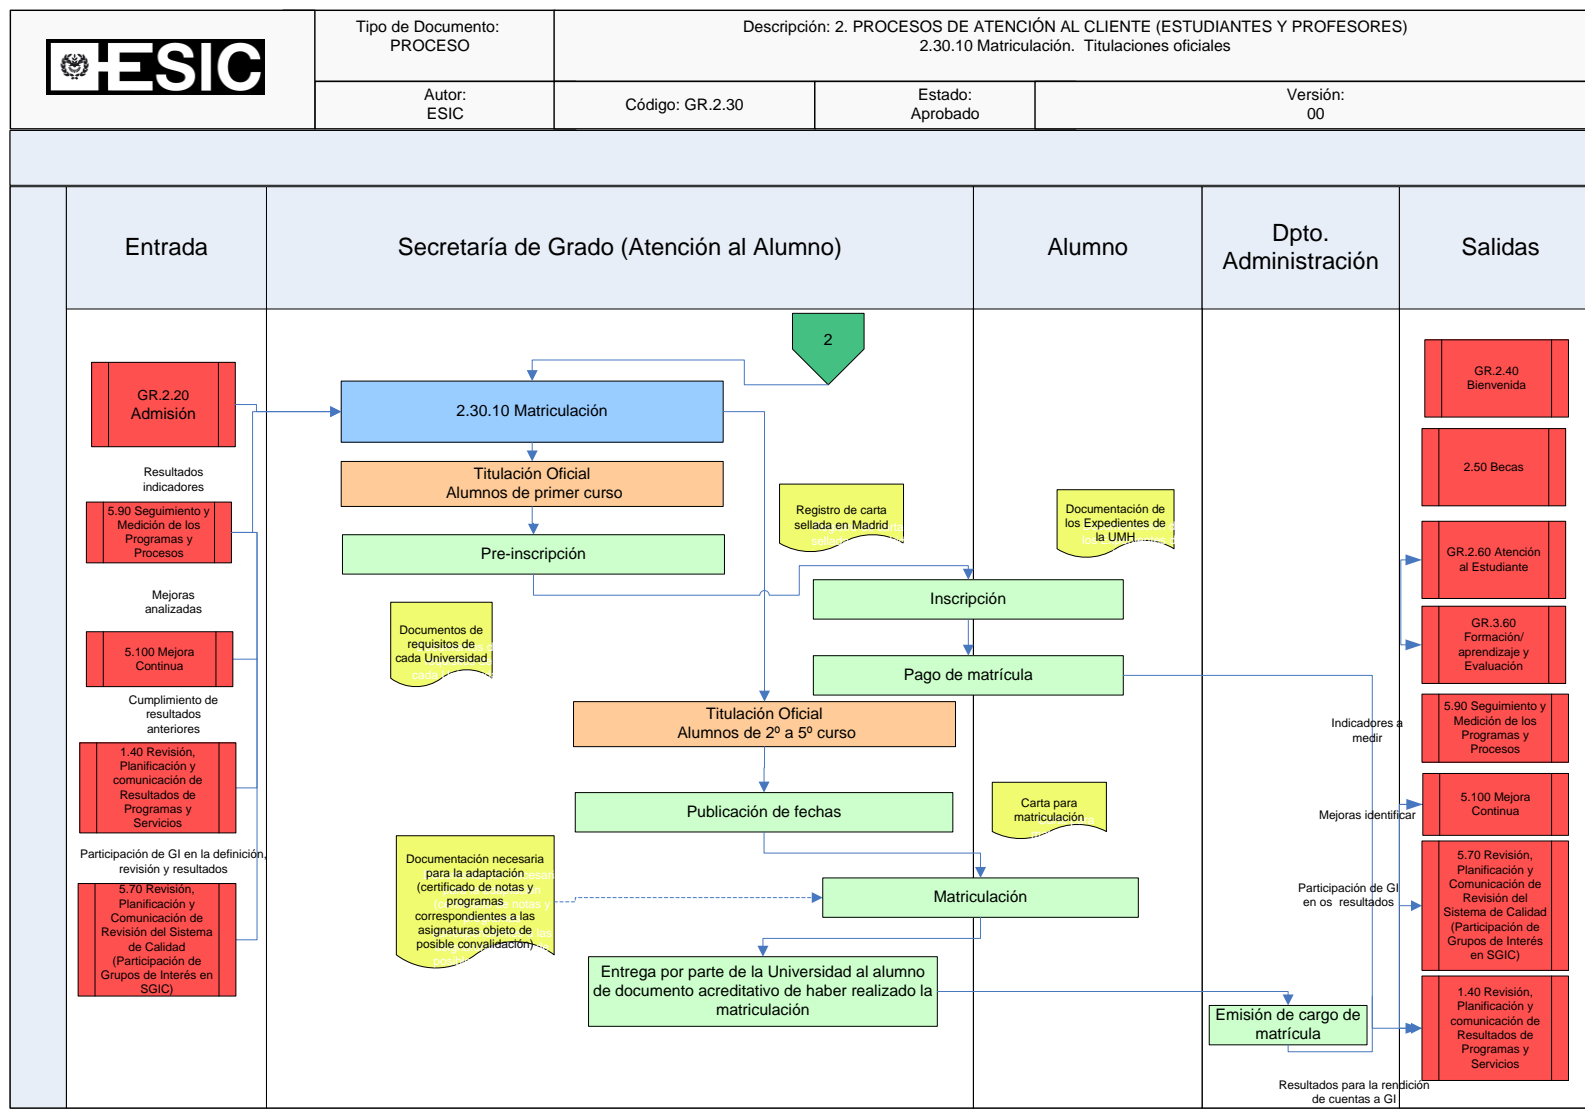 ESIC
Tipo de Documento:
PROCESO
Descripción: 2. PROCESOS DE ATENCIÓN AL CLIENTE (ESTUDIANTES Y PROFESORES)
2.30.10 Matriculación.  Titulaciones oficiales
Autor:
ESIC
Código: GR.2.30
Estado:
Aprobado
Versión:
00
Entrada
Secretaría de Grado (Atención al Alumno)
Alumno
Dpto.
Administración
Salidas
GR.2.20
Admisión
Resultados
indicadores
5.90 Seguimiento y
Medición de los
Programas y
Procesos
Mejoras
analizadas
5.100 Mejora
Continua
Cumplimiento de
resultados
anteriores
1.40 Revisión,
Planificación y
comunicación de
Resultados de
Programas y
Servicios
Participación de GI en la definición,
revisión y resultados
5.70 Revisión,
Planificación y
Comunicación de
Revisión del Sistema
de Calidad
(Participación de
Grupos de Interés en
SGIC)
2
2.30.10 Matriculación
Titulación Oficial
Alumnos de primer curso
Pre-inscripción
Registro de carta
sellada en Madrid
Documentación de
los Expedientes de
la UMH
Inscripción
Documentos de
requisitos de
cada Universidad
Pago de matrícula
Titulación Oficial
Alumnos de 2º a 5º curso
Publicación de fechas
Carta para
matriculación
Documentación necesaria
para la adaptación
(certificado de notas y
programas
correspondientes a las
asignaturas objeto de
posible convalidación)
Matriculación
Entrega por parte de la Universidad al alumno
de documento acreditativo de haber realizado la
matriculación
Emisión de cargo de
matrícula
GR.2.40
Bienvenida
2.50 Becas
GR.2.60 Atención
al Estudiante
GR.3.60
Formación/
aprendizaje y
Evaluación
Indicadores a
medir
5.90 Seguimiento y
Medición de los
Programas y
Procesos
Mejoras identificar
5.100 Mejora
Continua
Participación de GI
en os  resultados
5.70 Revisión,
Planificación y
Comunicación de
Revisión del
Sistema de Calidad
(Participación de
Grupos de Interés
en SGIC)
1.40 Revisión,
Planificación y
comunicación de
Resultados de
Programas y
Servicios
Resultados para la rendición
de cuentas a GI